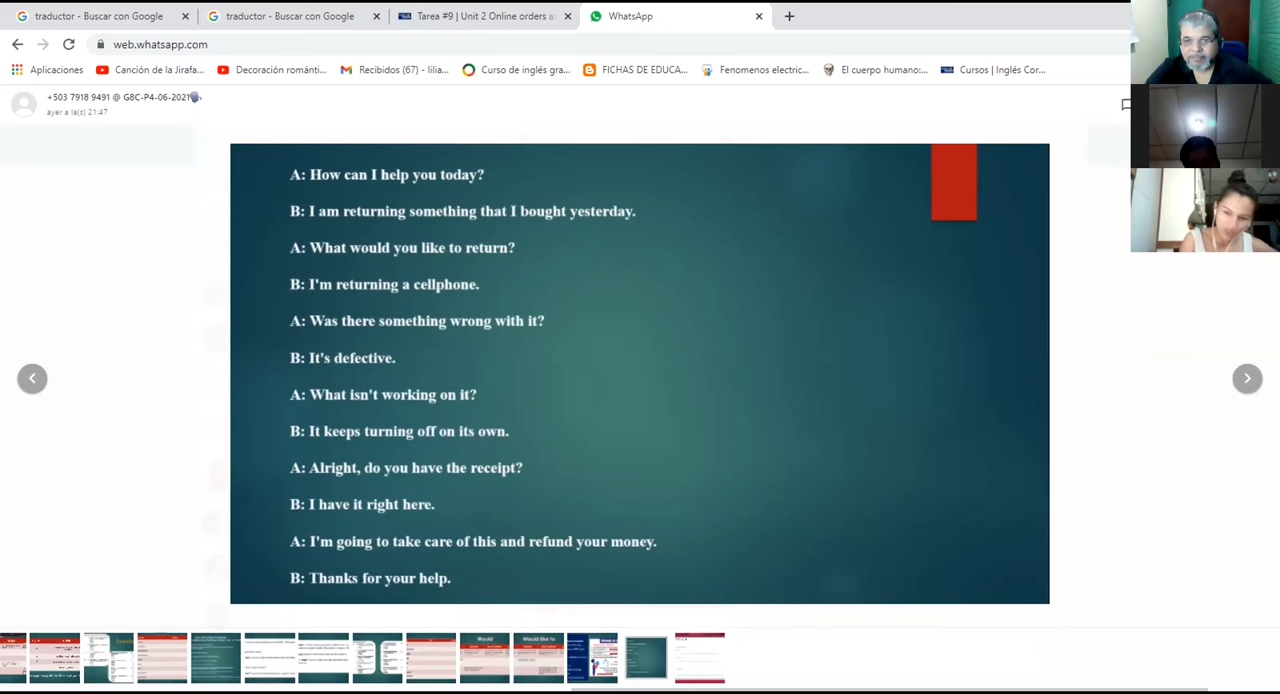 traductor - Buscar con Google
traductor - Buscar con Google
Tarea #9 | Unit 2 Online orders a
WhatsApp
web.whatsapp.com
Aplicaciones
Canción de la Jirafa...
Decoración románti...
Recibidos (67) - lilia...
Curso de inglés gra...
FICHAS DE EDUCA...
Fenomenos electric...
El cuerpo humano:...
Cursos | Inglés Cor...
+503 7918 9491 @ G8C-P4-06-2021
ayer a la(s) 21:47
A: How can I help you today?
B: I am returning something that I bought yesterday.
A: What would you like to return?
B: I'm returning a cellphone.
A: Was there something wrong with it?
B: It's defective.
A: What isn't working on it?
B: It keeps turning off on its own.
A: Alright, do you have the receipt?
B: I have it right here.
A: I'm going to take care of this and refund your money.
B: Thanks for your help.
Would
Would like to